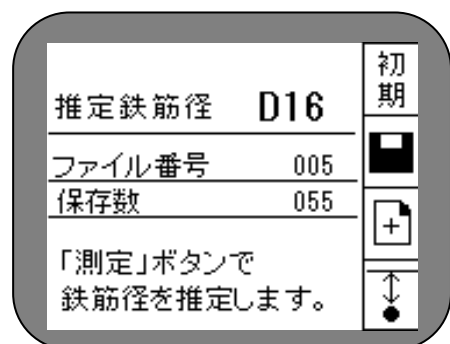 初期
推定鉄筋径 D16
ファイル番号 005
保存数 055
「測定」ボタンで
鉄筋径を推定します。